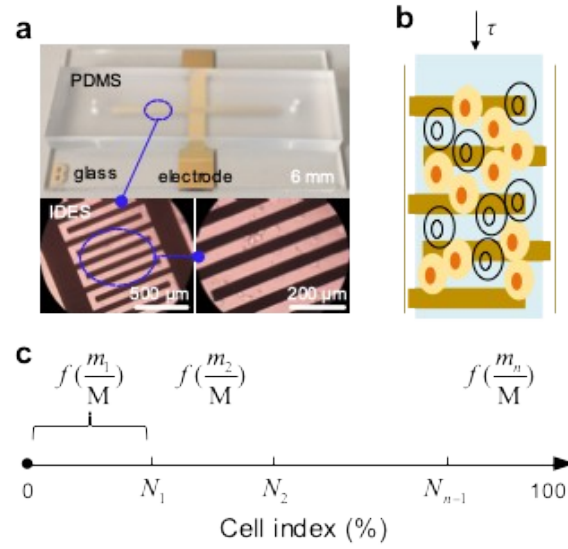 a
PDMS
glass
electrode
6 mm
IDES
500 µm
200 µm
b
τ
c
f(m₁/M) f(m₂/M) f(mₙ/M)
0 N₁ N₂ Nₙ₋₁ 100
Cell index (%)